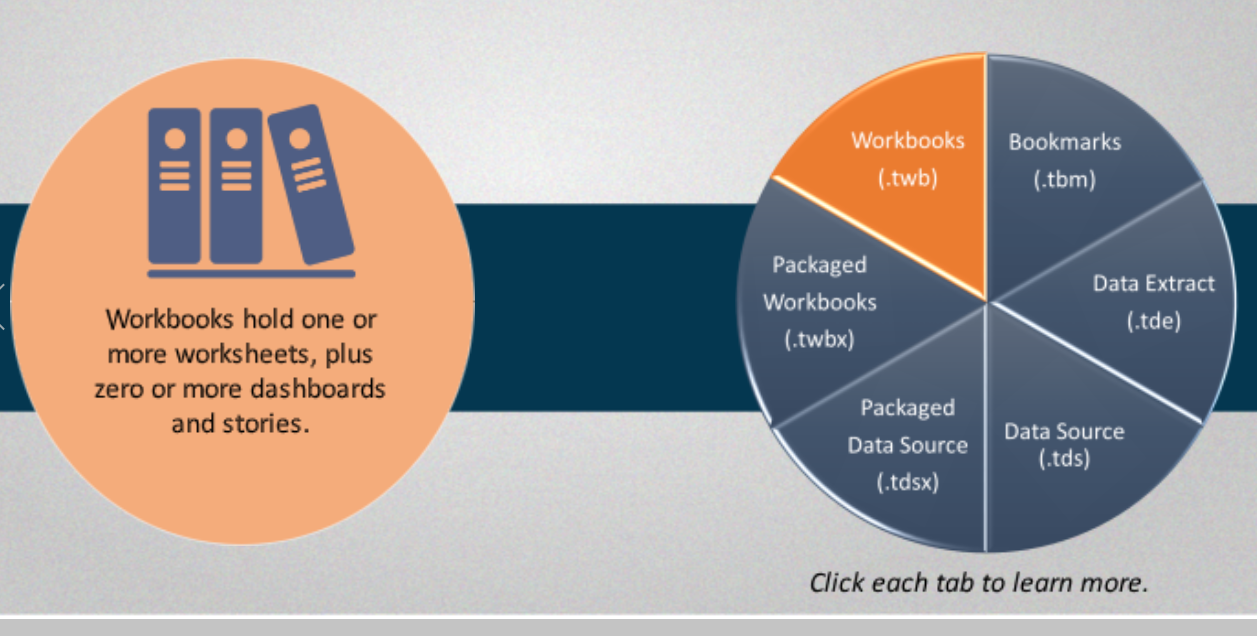 Workbooks hold one or
more worksheets, plus
zero or more dashboards
and stories.
Workbooks
(.twb)
Bookmarks
(.tbm)
Data Extract
(.tde)
Data Source
(.tds)
Packaged
Data Source
(.tdsx)
Packaged
Workbooks
(.twbx)
Click each tab to learn more.